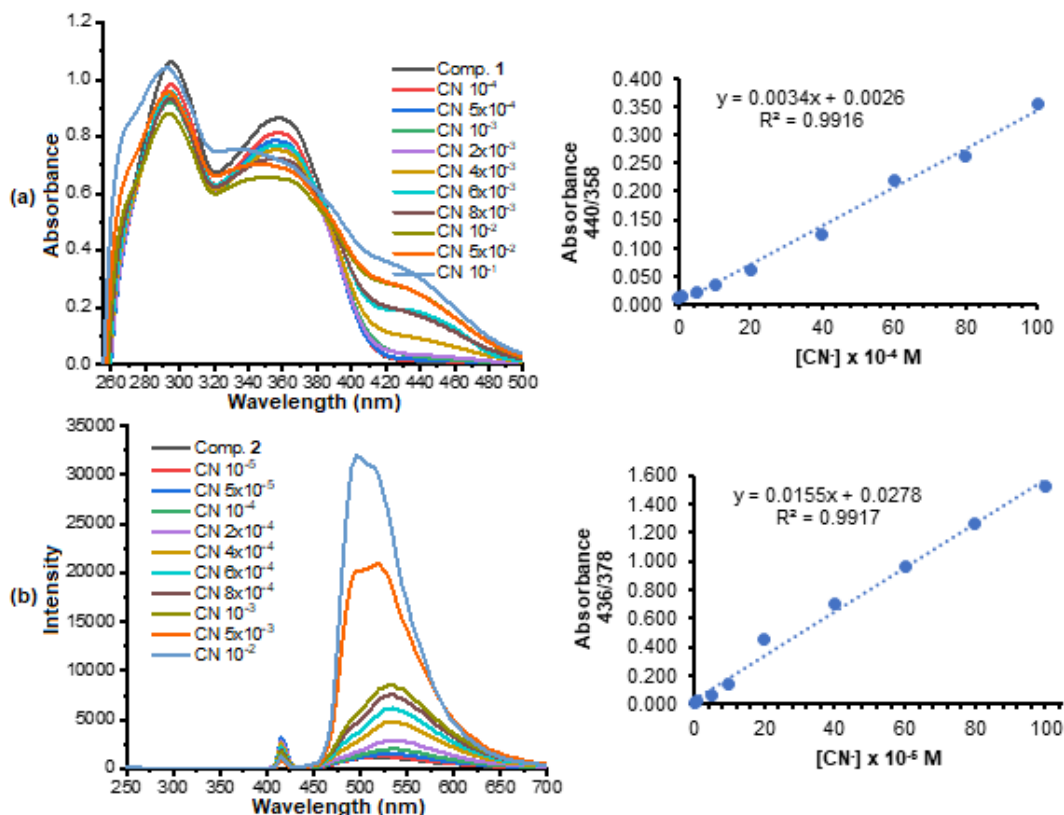 (a)
Absorbance
1.2
1.0
0.8
0.6
0.4
0.2
0.0
260 280 300 320 340 360 380 400 420 440 460 480 500
Wavelength (nm)
Comp. 1
CN 10⁻⁴
CN 5x10⁻⁴
CN 10⁻³
CN 2x10⁻³
CN 4x10⁻³
CN 6x10⁻³
CN 8x10⁻³
CN 10⁻²
CN 5x10⁻²
CN 10⁻¹
Absorbance
440/358
0.400
0.350
0.300
0.250
0.200
0.150
0.100
0.050
0.000
y = 0.0034x + 0.0026
R² = 0.9916
0 20 40 60 80 100
[CN-] x 10⁻⁴ M
(b)
Intensity
35000
30000
25000
20000
15000
10000
5000
0
250 300 350 400 450 500 550 600 650 700
Wavelength (nm)
Comp. 2
CN 10⁻⁵
CN 5x10⁻⁵
CN 10⁻⁴
CN 2x10⁻⁴
CN 4x10⁻⁴
CN 6x10⁻⁴
CN 8x10⁻⁴
CN 10⁻³
CN 5x10⁻³
CN 10⁻²
Absorbance
436/378
1.600
1.400
1.200
1.000
0.800
0.600
0.400
0.200
0.000
y = 0.0155x + 0.0278
R² = 0.9917
0 20 40 60 80 100
[CN-] x 10⁻⁵ M